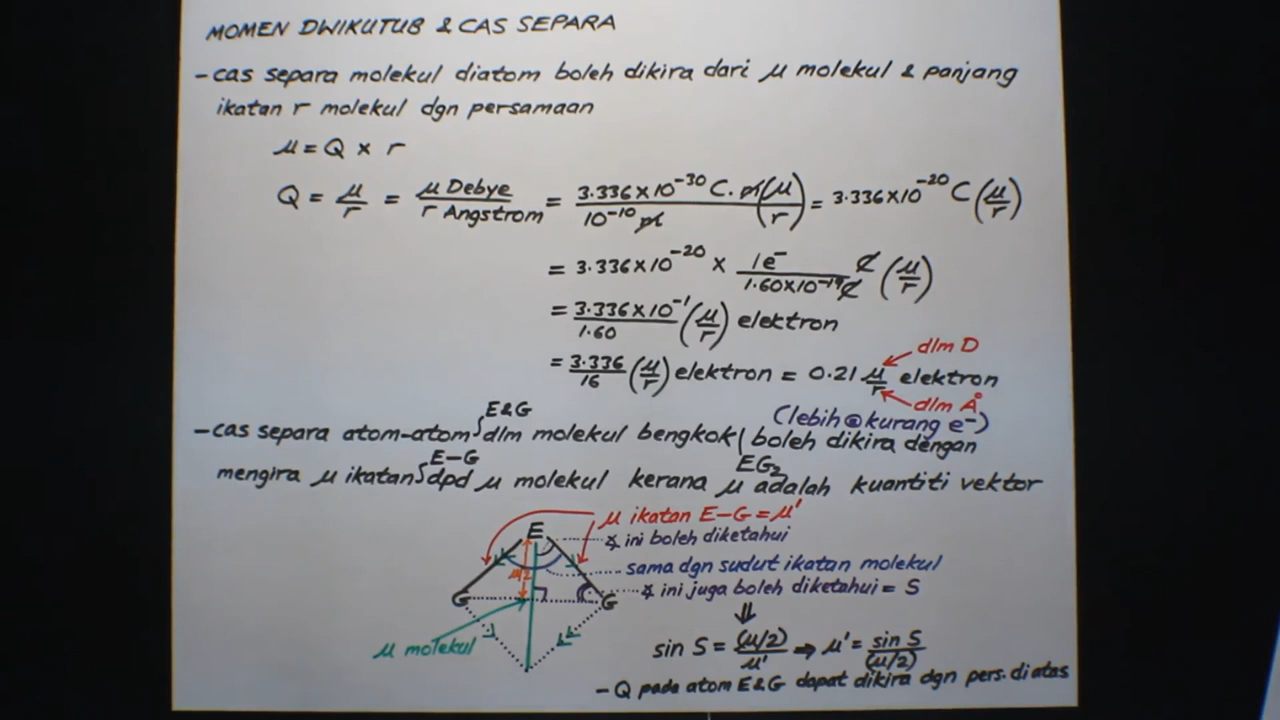 MOMEN DWIKUTUB & CAS SEPARA
- cas separa molekul diatom boleh dikira dari μ molekul & panjang
ikatan r molekul dgn persamaan
μ = Q × r
Q = μ/r = μ Debye/r Angstrom = 3.336×10⁻³⁰ C.m/10⁻¹⁰ m (μ/r) = 3.336×10⁻²⁰ C (μ/r)
= 3.336×10⁻²⁰ × 1e⁻/1.60×10⁻¹⁹C C (μ/r)
= 3.336×10⁻¹/1.60 (μ/r) elektron
= 3.336/16 (μ/r) elektron = 0.21 μ/r elektron
dlm D
dlm Å
(lebih @ kurang e⁻)
E&G
- cas separa atom-atom dlm molekul bengkok boleh dikira dengan
E-G
EG₂
mengira μ ikatan dpd μ molekul kerana μ adalah kuantiti vektor
μ ikatan E-G = μ'
E
∡ ini boleh diketahui
sama dgn sudut ikatan molekul
μ/2
∡ ini juga boleh diketahui = S
G
G
μ molekul
⇓
sin S = (μ/2)/μ' → μ' = sin S/(μ/2)
- Q pada atom E&G dapat dikira dgn pers. di atas